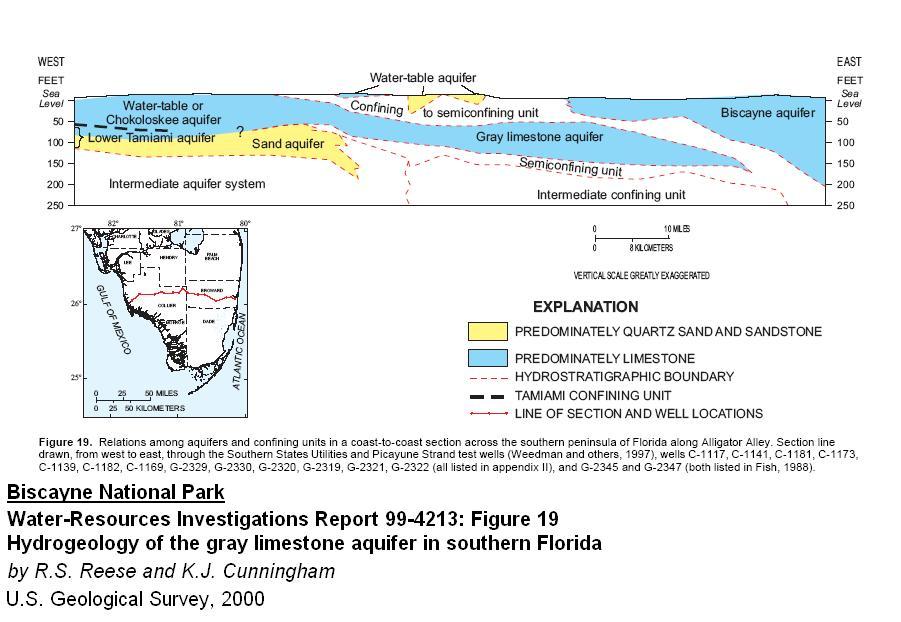 WEST
EAST
FEET
FEET
Sea
Level
Sea
Level
50
100
150
200
250
50
100
150
200
250
Water-table aquifer
Water-table or
Chokoloskee aquifer
Confining
to semiconfining unit
Biscayne aquifer
Lower Tamiami aquifer
?
Sand aquifer
Gray limestone aquifer
Semiconfining unit
Intermediate aquifer system
Intermediate confining unit
82°
81°
80°
27°
26°
25°
CHARLOTTE
GLADES
LEE
HENDRY
PALM
BEACH
BROWARD
COLLIER
MONROE
DADE
GULF OF MEXICO
ATLANTIC OCEAN
0 25 50 MILES
0 25 50 KILOMETERS
0 10 MILES
0 8 KILOMETERS
VERTICAL SCALE GREATLY EXAGGERATED
EXPLANATION
PREDOMINATELY QUARTZ SAND AND SANDSTONE
PREDOMINATELY LIMESTONE
HYDROSTRATIGRAPHIC BOUNDARY
TAMIAMI CONFINING UNIT
LINE OF SECTION AND WELL LOCATIONS
Figure 19. Relations among aquifers and confining units in a coast-to-coast section across the southern peninsula of Florida along Alligator Alley. Section line
drawn, from west to east, through the Southern States Utilities and Picayune Strand test wells (Weedman and others, 1997), wells C-1117, C-1141, C-1181, C-1173,
C-1139, C-1182, C-1169, G-2329, G-2330, G-2320, G-2319, G-2321, G-2322 (all listed in appendix II), and G-2345 and G-2347 (both listed in Fish, 1988).
Biscayne National Park
Water-Resources Investigations Report 99-4213: Figure 19
Hydrogeology of the gray limestone aquifer in southern Florida
by R.S. Reese and K.J. Cunningham
U.S. Geological Survey, 2000